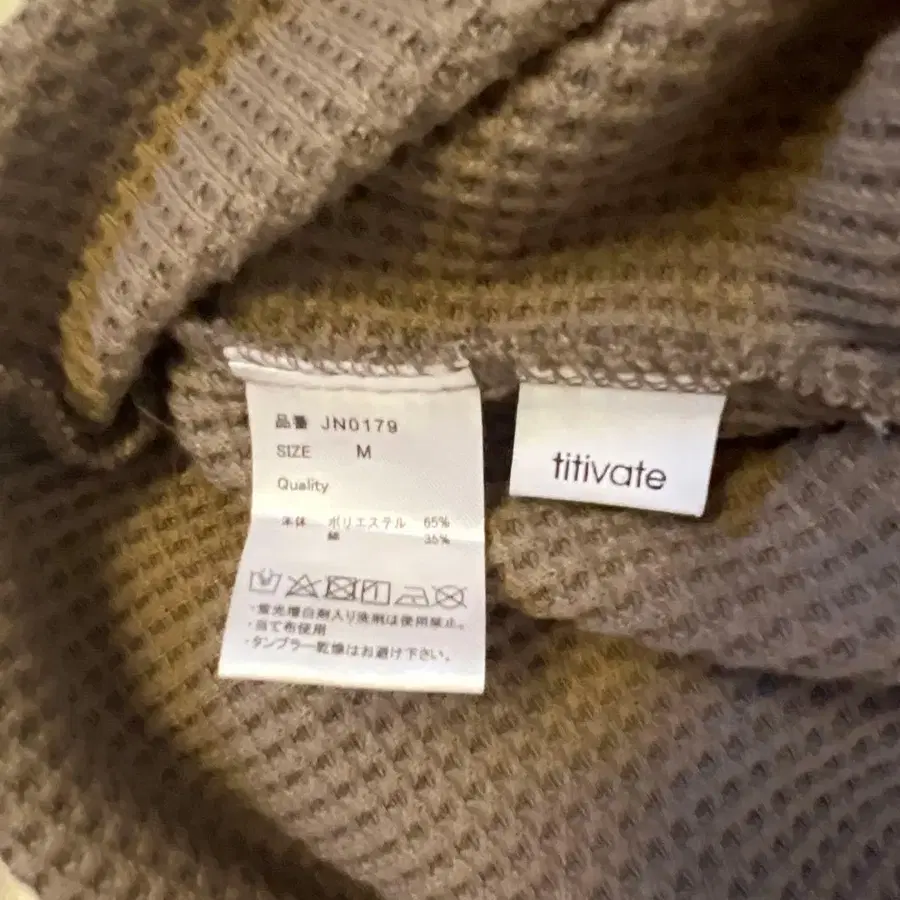 品番 JN0179
SIZE M
Quality
本体 ポリエステル 65%
綿 35%
・蛍光増白剤入り洗剤は使用禁止。
・当て布使用
・タンブラー乾燥はお避け下さい。
titivate